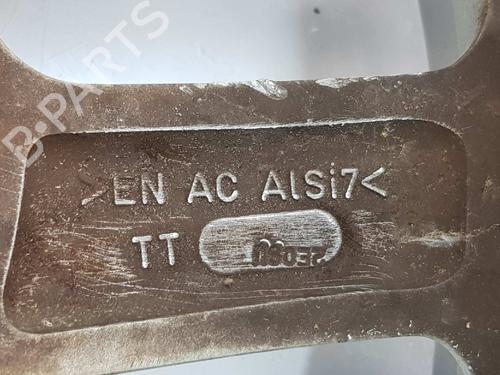 B-PARTS
>EN AC AlSi7<
TT